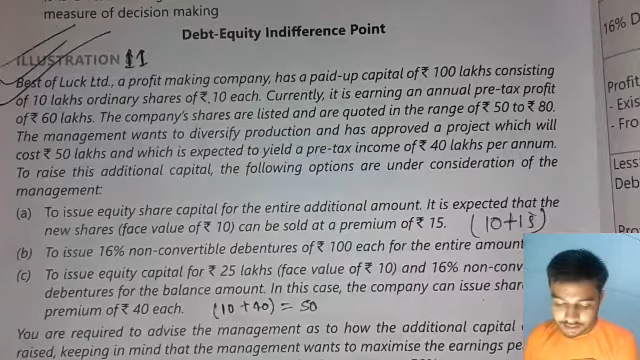 measure of decision making
Debt-Equity Indifference Point
ILLUSTRATION 11
Best of Luck Ltd., a profit making company, has a paid-up capital of ₹ 100 lakhs consisting
of 10 lakhs ordinary shares of ₹.10 each. Currently, it is earning an annual pre-tax profit
of ₹ 60 lakhs. The company's shares are listed and are quoted in the range of ₹ 50 to ₹ 80.
The management wants to diversify production and has approved a project which will
cost ₹ 50 lakhs and which is expected to yield a pre-tax income of ₹ 40 lakhs per annum.
To raise this additional capital, the following options are under consideration of the
management:
(a) To issue equity share capital for the entire additional amount. It is expected that the
new shares (face value of ₹ 10) can be sold at a premium of ₹ 15. (10+15)
(b) To issue 16% non-convertible debentures of ₹ 100 each for the entire amount
(c) To issue equity capital for ₹ 25 lakhs (face value of ₹ 10) and 16% non-conv
debentures for the balance amount. In this case, the company can issue shar
premium of ₹ 40 each. (10+40) = 50
You are required to advise the management as to how the additional capital
raised, keeping in mind that the management wants to maximise the earnings pe
16% D
Profit
- Exis
- Fro
Less
Deb
Pro